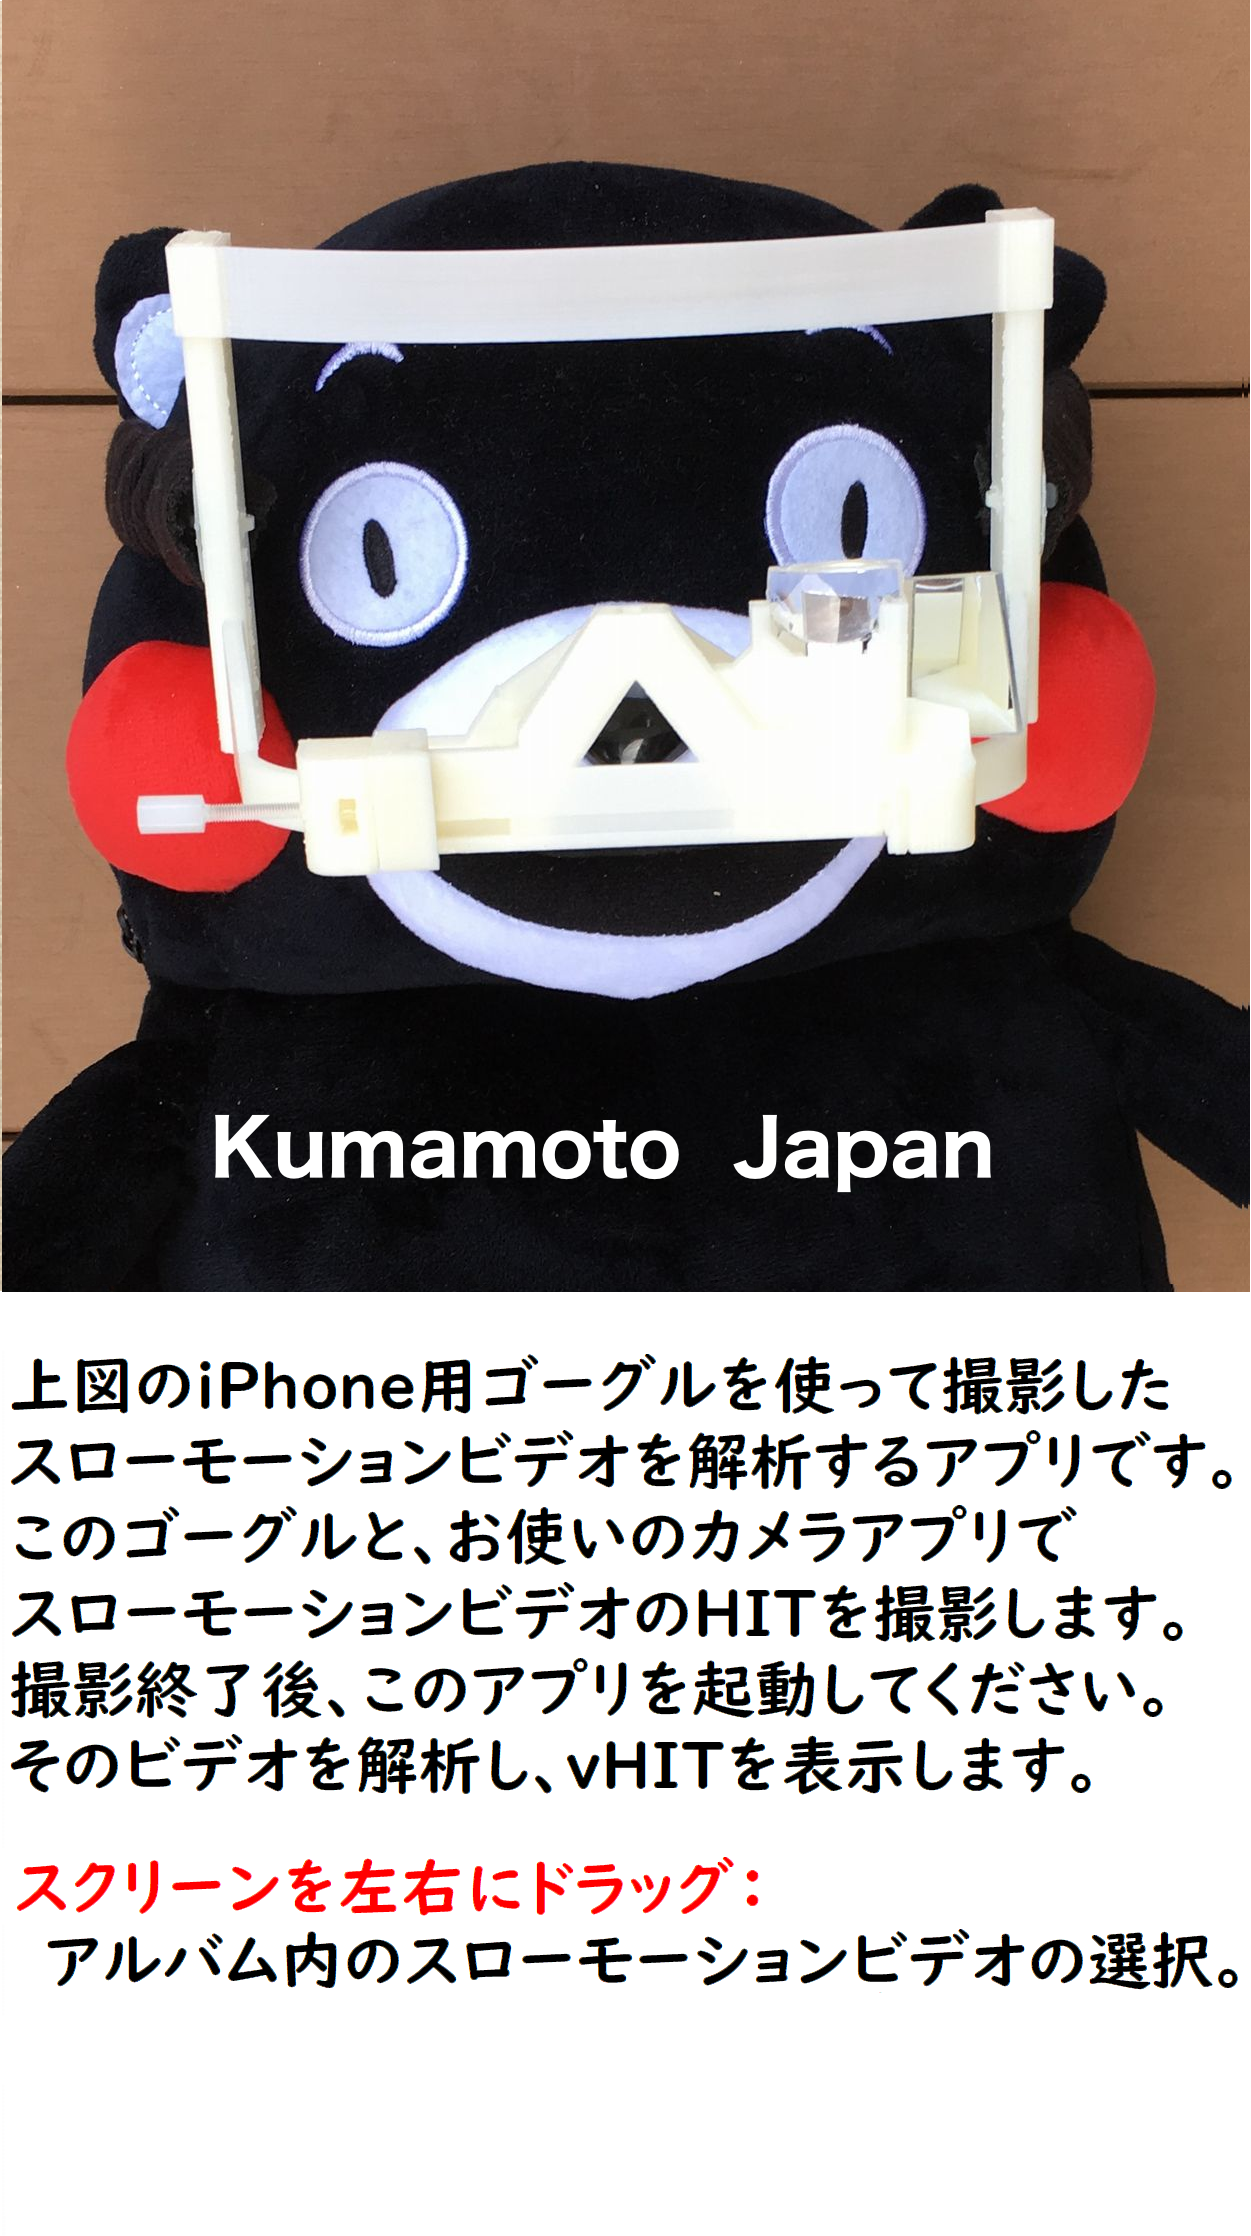 Kumamoto Japan
上図のiPhone用ゴーグルを使って撮影した
スローモーションビデオを解析するアプリです。
このゴーグルと、お使いのカメラアプリで
スローモーションビデオのHITを撮影します。
撮影終了後、このアプリを起動してください。
そのビデオを解析し、vHITを表示します。
スクリーンを左右にドラッグ：
アルバム内のスローモーションビデオの選択。